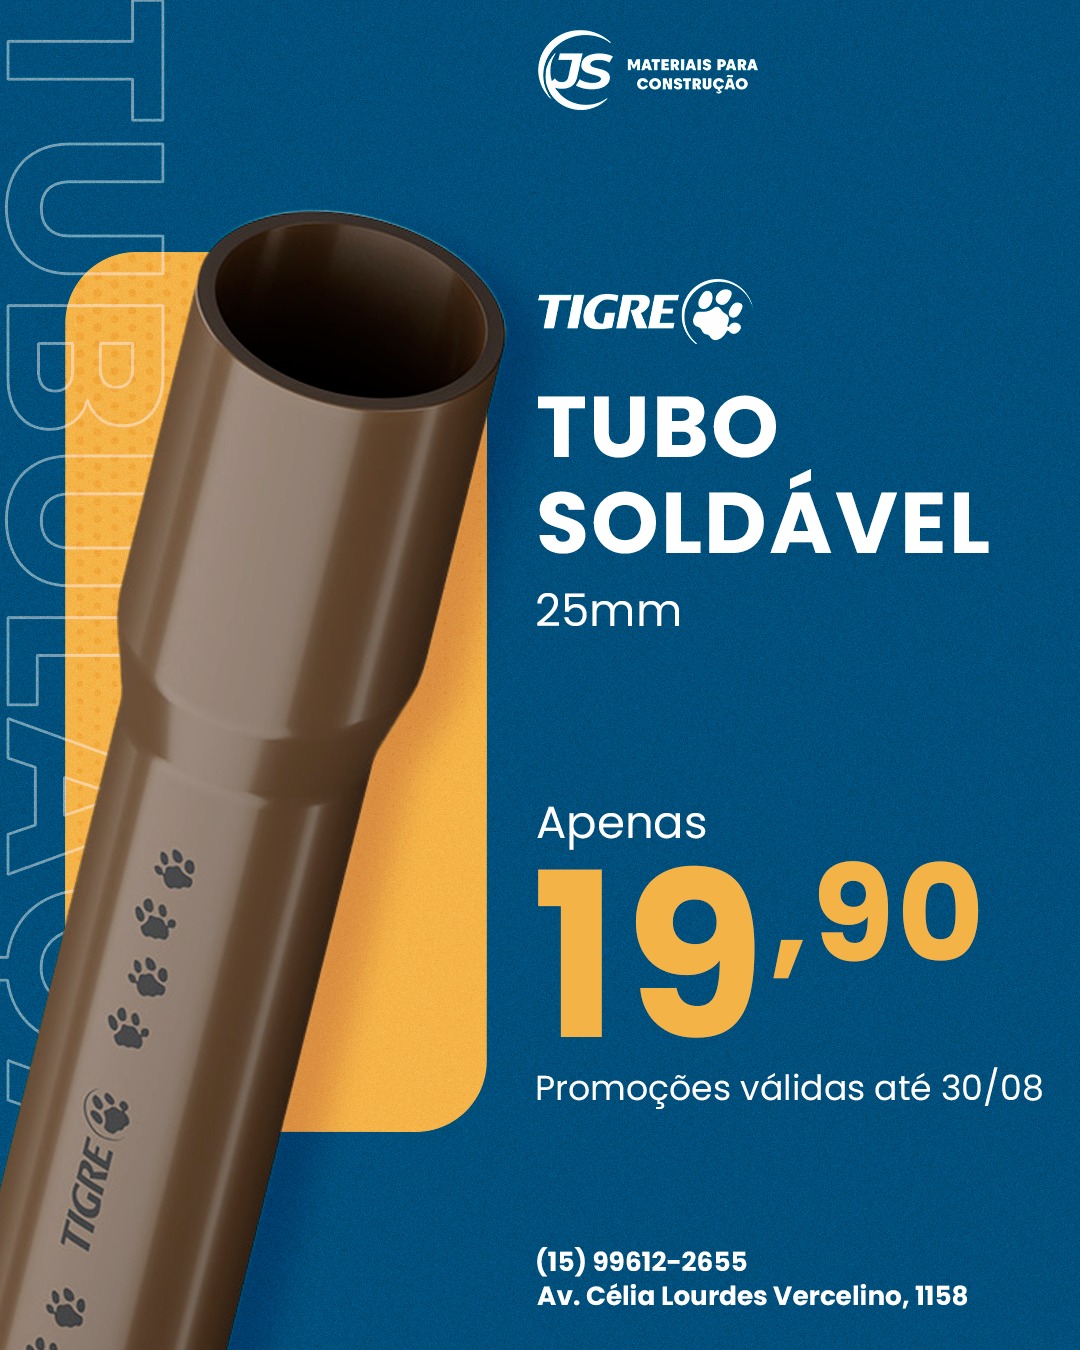 JS
MATERIAIS PARA
CONSTRUÇÃO
TIGRE
TUBO
SOLDÁVEL
25mm
Apenas
19,90
Promoções válidas até 30/08
(15) 99612-2655
Av. Célia Lourdes Vercelino, 1158
TIGRE